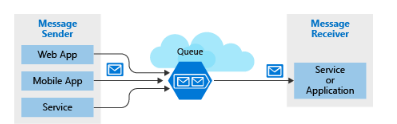 Message
Sender
Web App
Mobile App
Service
Queue
Message
Receiver
Service
or
Application